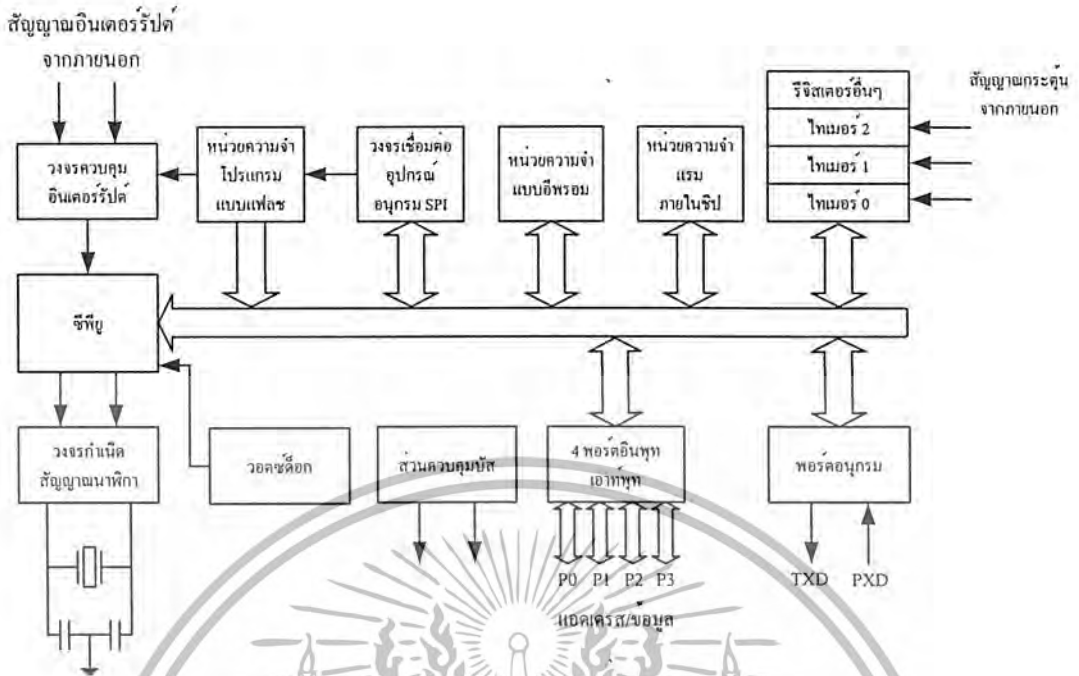 สัญญาณอินเตอร์รัปต์
จากภายนอก
วงจรควบคุม
อินเตอร์รัปต์
หน่วยความจำ
โปรแกรม
แบบแฟลช
วงจรเชื่อมต่อ
อุปกรณ์
อนุกรม SPI
หน่วยความจำ
แบบอีพรอม
หน่วยความจำ
แรม
ภายในชิป
รีจิสเตอร์อื่นๆ
ไทเมอร์ 2
ไทเมอร์ 1
ไทเมอร์ 0
สัญญาณกระตุ้น
จากภายนอก
ซีพียู
วงจรกำเนิด
สัญญาณนาฬิกา
วอตซ์ด็อก
ส่วนควบคุมบัส
4 พอร์ตอินพุท
เอาท์พุท
พอร์ตอนุกรม
P0 P1 P2 P3
TXD PXD
แอดเดรส/ข้อมูล